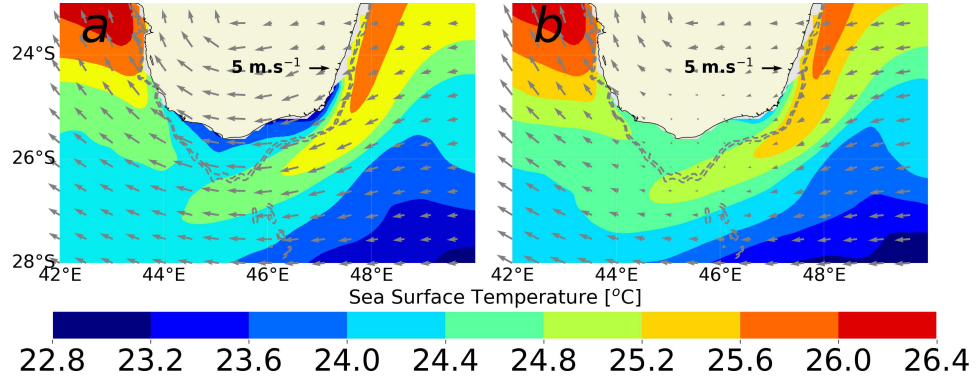 a
b
24°S
26°S
28°S
5 m.s⁻¹
5 m.s⁻¹
42°E
44°E
46°E
48°E
42°E
44°E
46°E
48°E
Sea Surface Temperature [°C]
22.8 23.2 23.6 24.0 24.4 24.8 25.2 25.6 26.0 26.4